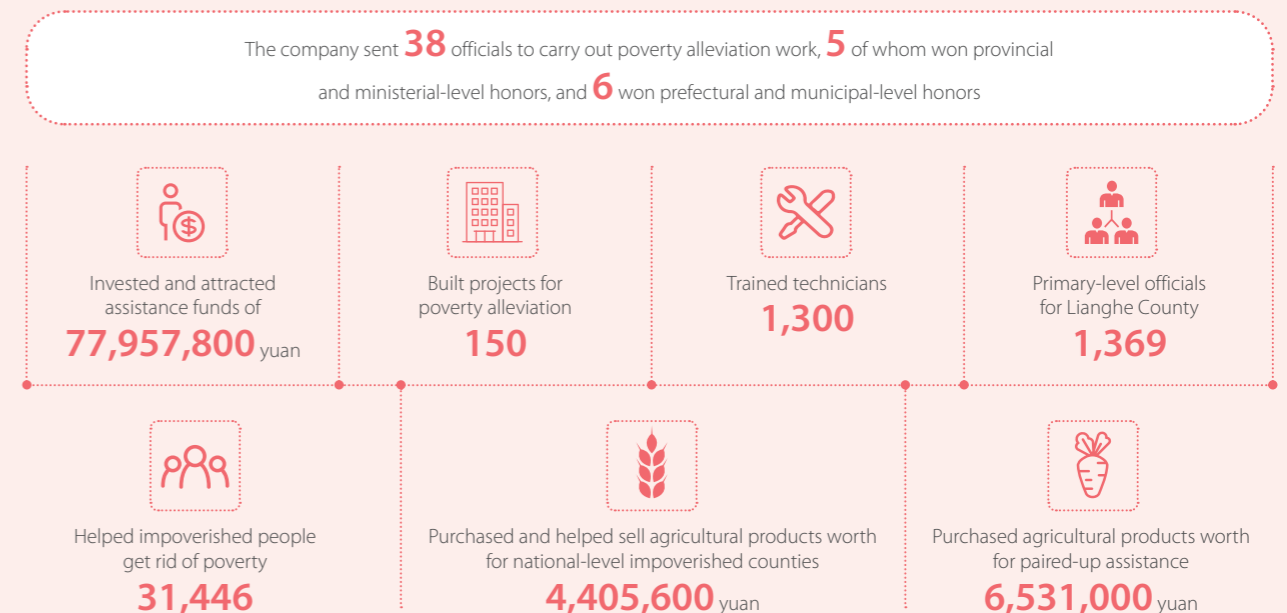 The company sent 38 officials to carry out poverty alleviation work, 5 of whom won provincial
and ministerial-level honors, and 6 won prefectural and municipal-level honors
Invested and attracted
assistance funds of
77,957,800 yuan
Built projects for
poverty alleviation
150
Trained technicians
1,300
Primary-level officials
for Lianghe County
1,369
Helped impoverished people
get rid of poverty
31,446
Purchased and helped sell agricultural products worth
for national-level impoverished counties
4,405,600 yuan
Purchased agricultural products worth
for paired-up assistance
6,531,000 yuan